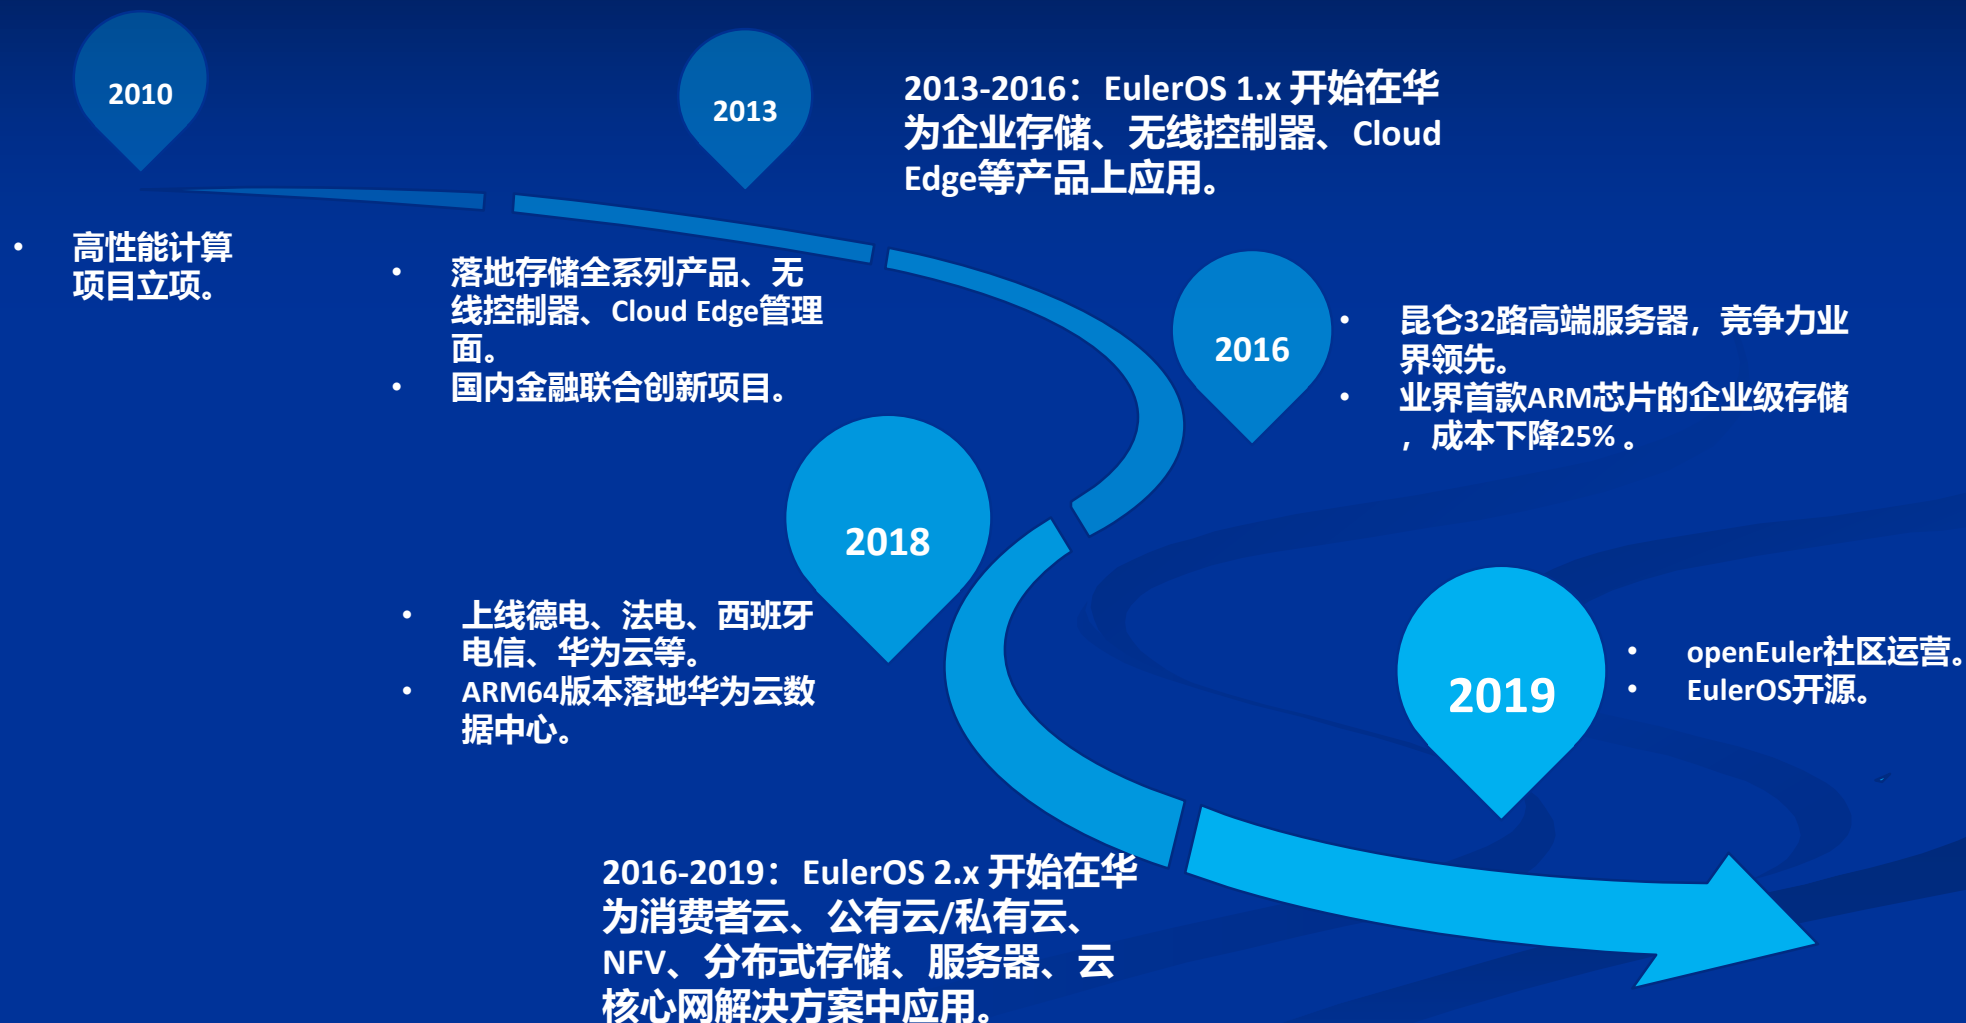 2010
高性能计算
项目立项。
2013
落地存储全系列产品、无
线控制器、Cloud Edge管理
面。
国内金融联合创新项目。
2013-2016：EulerOS 1.x 开始在华
为企业存储、无线控制器、Cloud
Edge等产品上应用。
2016
昆仑32路高端服务器，竞争力业
界领先。
业界首款ARM芯片的企业级存储
，成本下降25% 。
2018
上线德电、法电、西班牙
电信、华为云等。
ARM64版本落地华为云数
据中心。
2019
openEuler社区运营。
EulerOS开源。
2016-2019：EulerOS 2.x 开始在华
为消费者云、公有云/私有云、
NFV、分布式存储、服务器、云
核心网解决方案中应用。